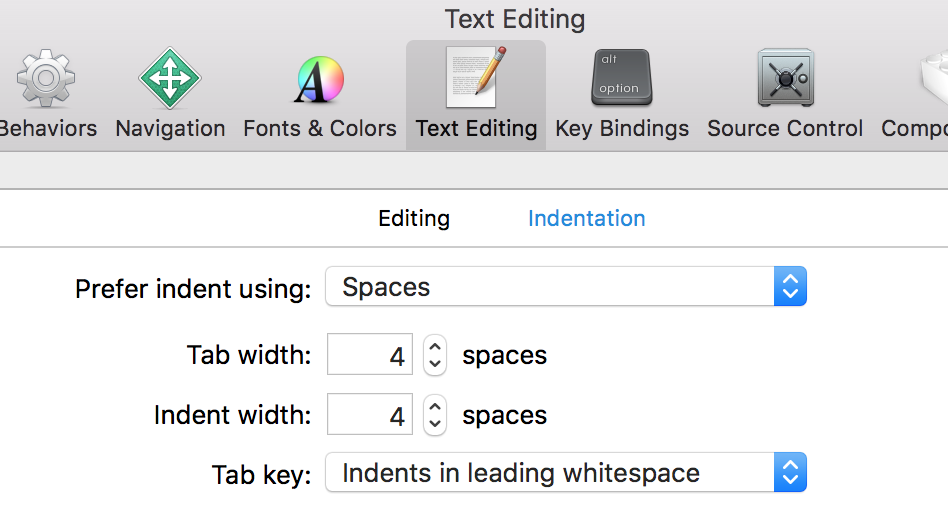 Text Editing
alt
option
Behaviors Navigation Fonts & Colors Text Editing Key Bindings Source Control Compo
Editing Indentation
Prefer indent using: Spaces
Tab width: 4 spaces
Indent width: 4 spaces
Tab key: Indents in leading whitespace